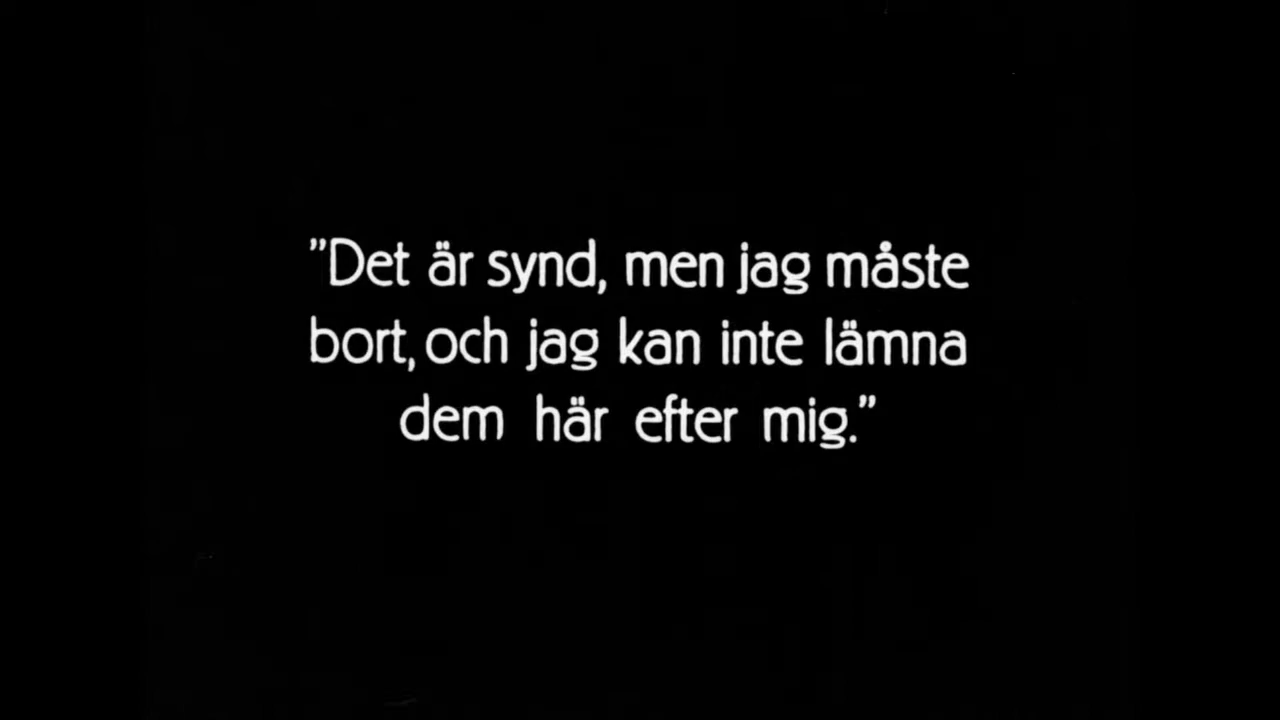 ”Det är synd, men jag måste
bort, och jag kan inte lämna
dem här efter mig.”